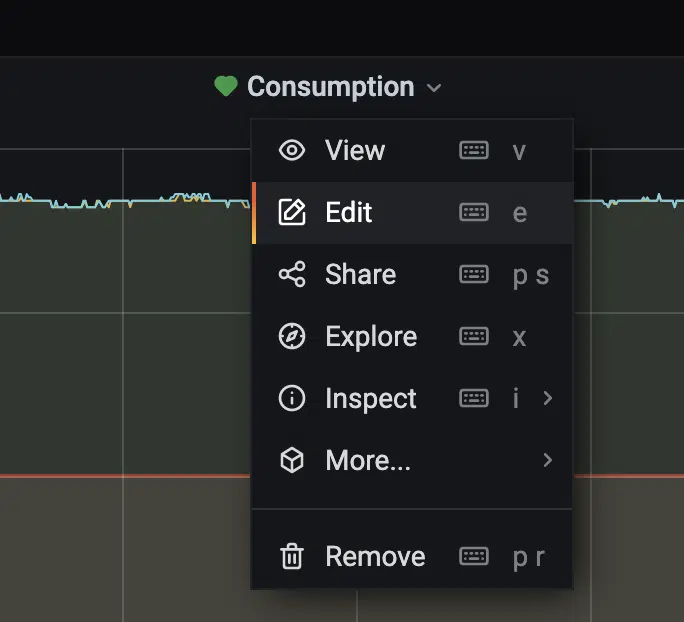 Consumption
View v
Edit e
Share p s
Explore x
Inspect i
More...
Remove p r